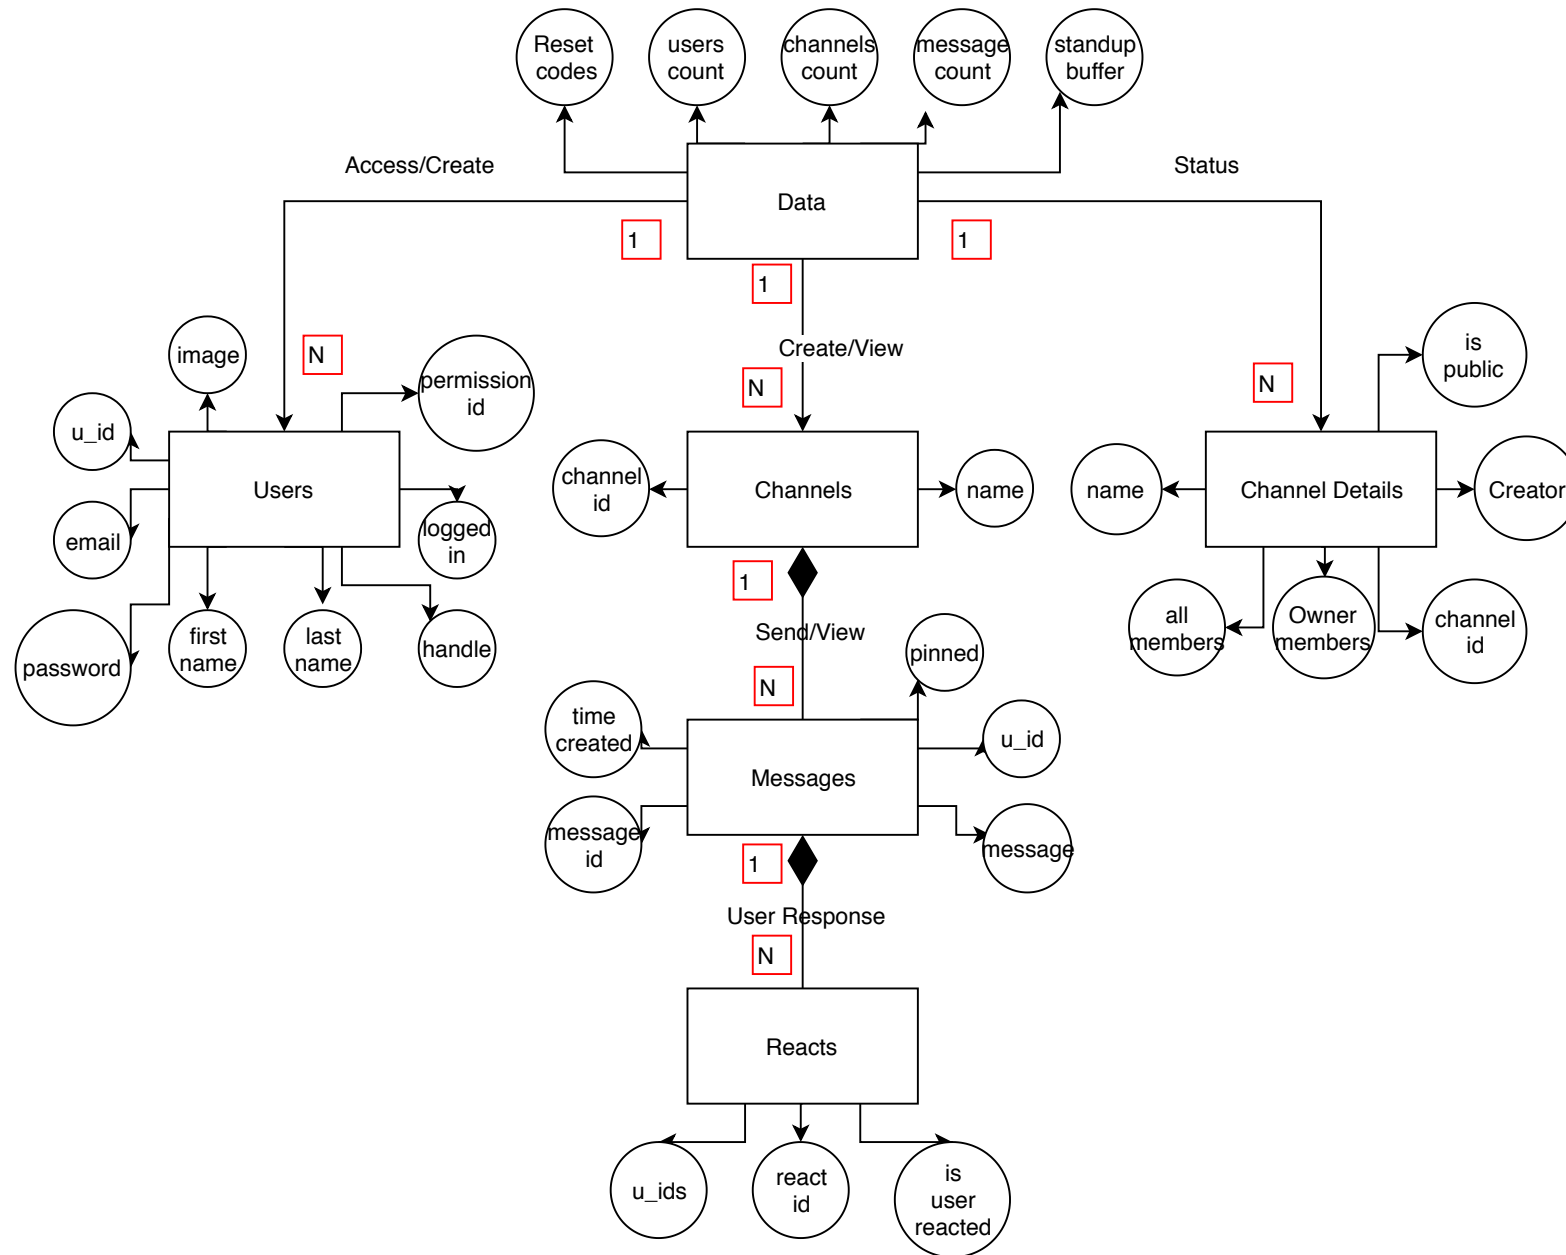 Reset
codes
users
count
channels
count
message
count
standup
buffer
Access/Create
Status
Data
1
1
1
N
Create/View
N
N
image
permission
id
is
public
u_id
Users
channel
id
Channels
name
name
Channel Details
Creator
email
logged
in
password
first
name
last
name
handle
1
Send/View
all
members
Owner
members
channel
id
N
pinned
time
created
u_id
Messages
message
id
message
1
User Response
N
Reacts
u_ids
react
id
is
user
reacted